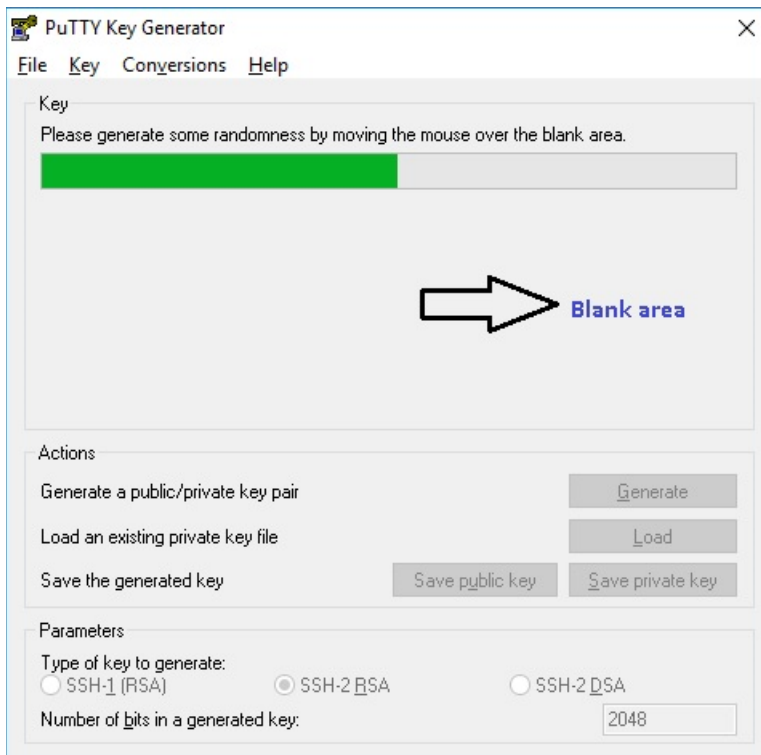 PuTTY Key Generator
File Key Conversions Help
Key
Please generate some randomness by moving the mouse over the blank area.
Blank area
Actions
Generate a public/private key pair Generate
Load an existing private key file Load
Save the generated key Save public key Save private key
Parameters
Type of key to generate:
SSH-1 (RSA) SSH-2 RSA SSH-2 DSA
Number of bits in a generated key: 2048